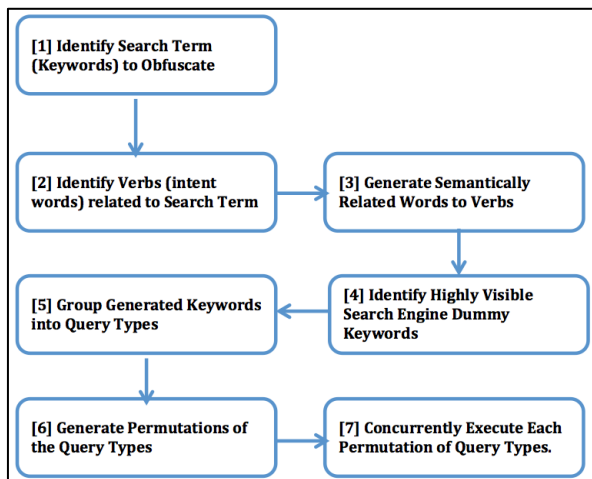 [1] Identify Search Term
(Keywords) to Obfuscate
[2] Identify Verbs (intent
words) related to Search Term
[3] Generate Semantically
Related Words to Verbs
[4] Identify Highly Visible
Search Engine Dummy
Keywords
[5] Group Generated Keywords
into Query Types
[6] Generate Permutations of
the Query Types
[7] Concurrently Execute Each
Permutation of Query Types.